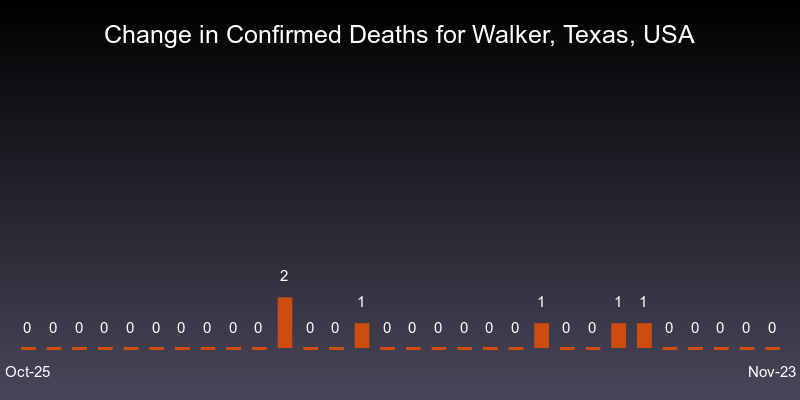 Change in Confirmed Deaths for Walker, Texas, USA
2
1 1 1 1
0 0 0 0 0 0 0 0 0 0 0 0 0 0 0 0 0 0 0 0 0 0 0 0 0
Oct-25 Nov-23